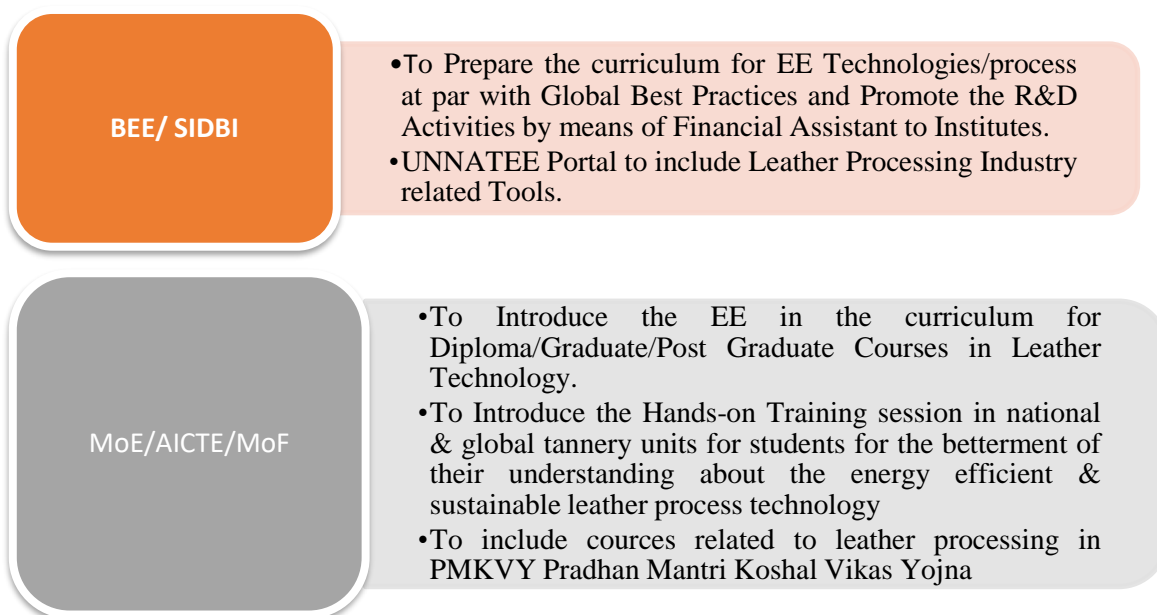 BEE/ SIDBI
•To Prepare the curriculum for EE Technologies/process
at par with Global Best Practices and Promote the R&D
Activities by means of Financial Assistant to Institutes.
•UNNATEE Portal to include Leather Processing Industry
related Tools.
MoE/AICTE/MoF
•To Introduce the EE in the curriculum for
Diploma/Graduate/Post Graduate Courses in Leather
Technology.
•To Introduce the Hands-on Training session in national
& global tannery units for students for the betterment of
their understanding about the energy efficient &
sustainable leather process technology
•To include cources related to leather processing in
PMKVY Pradhan Mantri Koshal Vikas Yojna